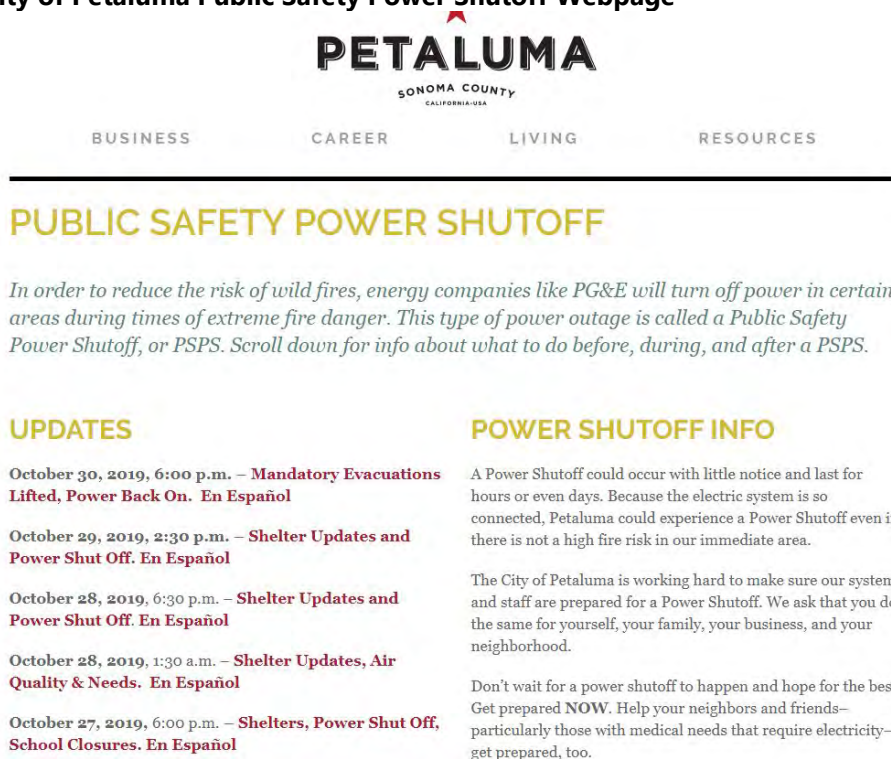 City of Petaluma Public Safety Power Shutoff Webpage
PETALUMA
SONOMA COUNTY
CALIFORNIA-USA
BUSINESS CAREER LIVING RESOURCES
PUBLIC SAFETY POWER SHUTOFF
In order to reduce the risk of wild fires, energy companies like PG&E will turn off power in certain
areas during times of extreme fire danger. This type of power outage is called a Public Safety
Power Shutoff, or PSPS. Scroll down for info about what to do before, during, and after a PSPS.
UPDATES
October 30, 2019, 6:00 p.m. – Mandatory Evacuations
Lifted, Power Back On. En Español
October 29, 2019, 2:30 p.m. – Shelter Updates and
Power Shut Off. En Español
October 28, 2019, 6:30 p.m. – Shelter Updates and
Power Shut Off. En Español
October 28, 2019, 1:30 a.m. – Shelter Updates, Air
Quality & Needs. En Español
October 27, 2019, 6:00 p.m. – Shelters, Power Shut Off,
School Closures. En Español
POWER SHUTOFF INFO
A Power Shutoff could occur with little notice and last for
hours or even days. Because the electric system is so
connected, Petaluma could experience a Power Shutoff even if
there is not a high fire risk in our immediate area.
The City of Petaluma is working hard to make sure our system
and staff are prepared for a Power Shutoff. We ask that you do
the same for yourself, your family, your business, and your
neighborhood.
Don't wait for a power shutoff to happen and hope for the bes
Get prepared NOW. Help your neighbors and friends–
particularly those with medical needs that require electricity–
get prepared, too.